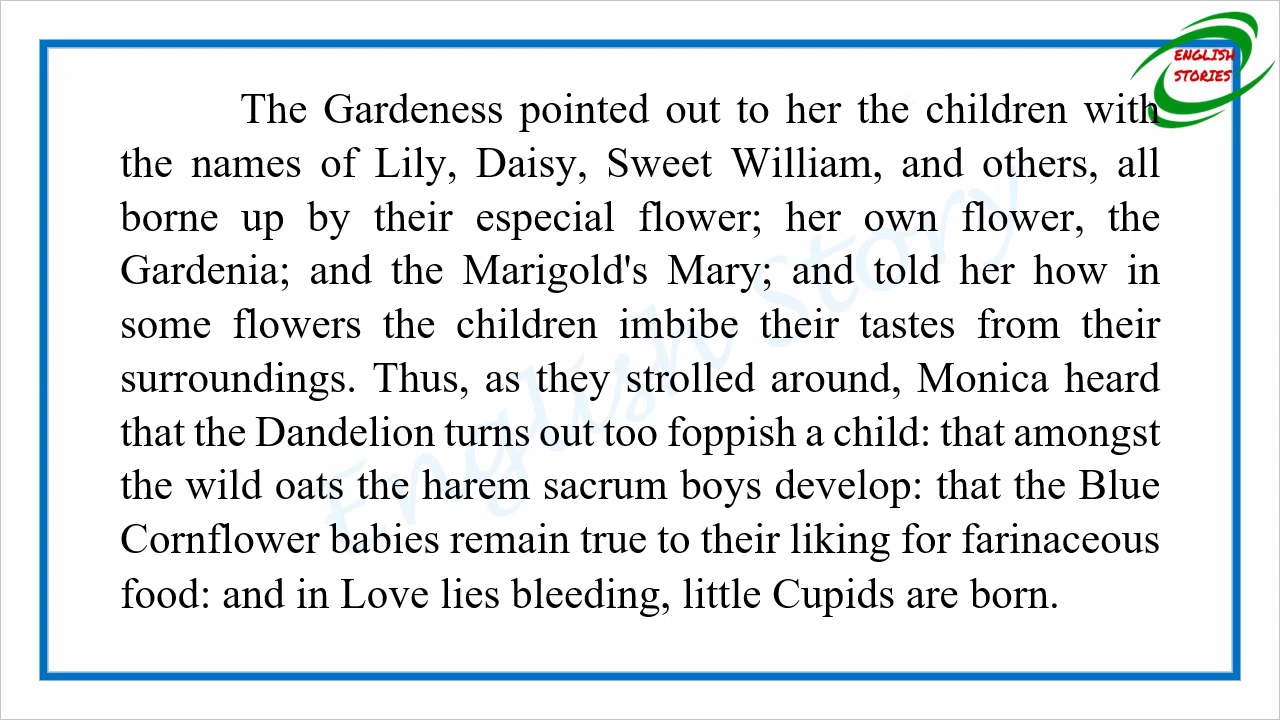 ENGLISH
STORIES
The Gardeness pointed out to her the children with
the names of Lily, Daisy, Sweet William, and others, all
borne up by their especial flower; her own flower, the
Gardenia; and the Marigold's Mary; and told her how in
some flowers the children imbibe their tastes from their
surroundings. Thus, as they strolled around, Monica heard
that the Dandelion turns out too foppish a child: that amongst
the wild oats the harem sacrum boys develop: that the Blue
Cornflower babies remain true to their liking for farinaceous
food: and in Love lies bleeding, little Cupids are born.
English Story